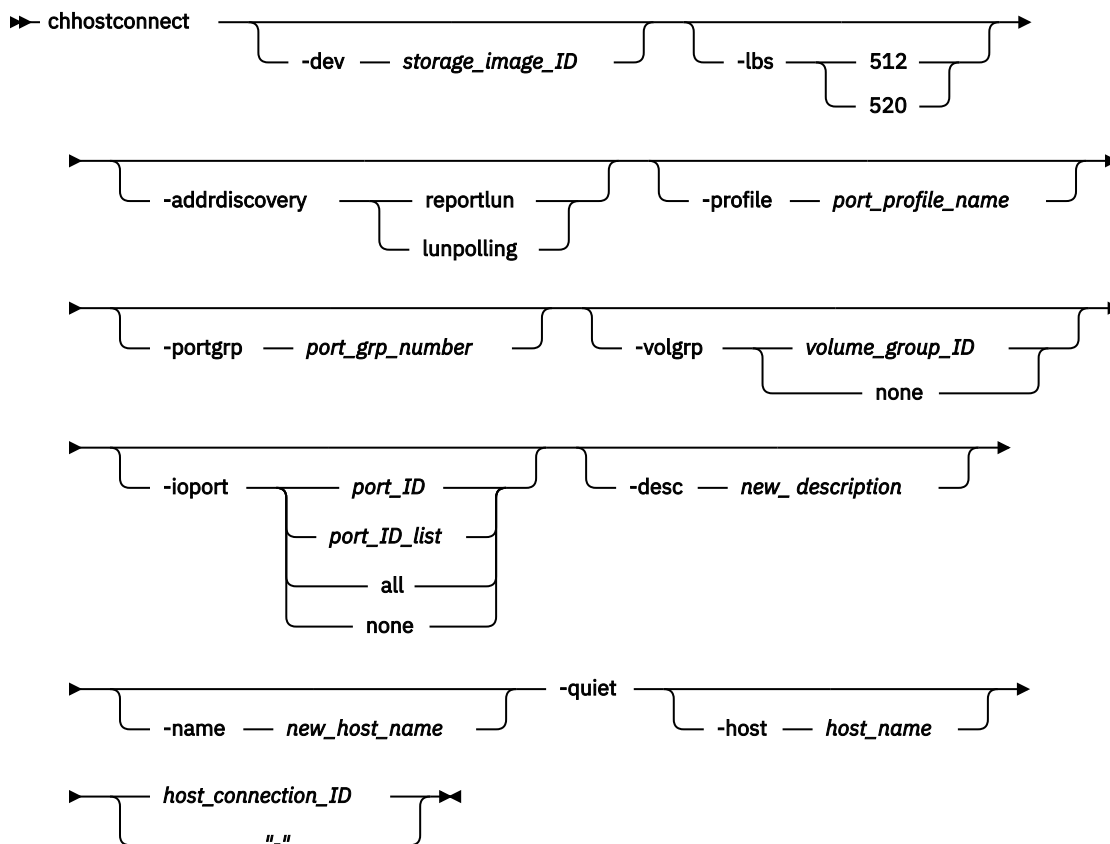 chhostconnect
-dev storage_image_ID -lbs 512
520
-addrdiscovery reportlun -profile port_profile_name
lunpolling
-portgrp port_grp_number -volgrp volume_group_ID
none
-ioport port_ID -desc new_ description
port_ID_list
all
none
-quiet
-name new_host_name -host host_name
host_connection_ID
"-"